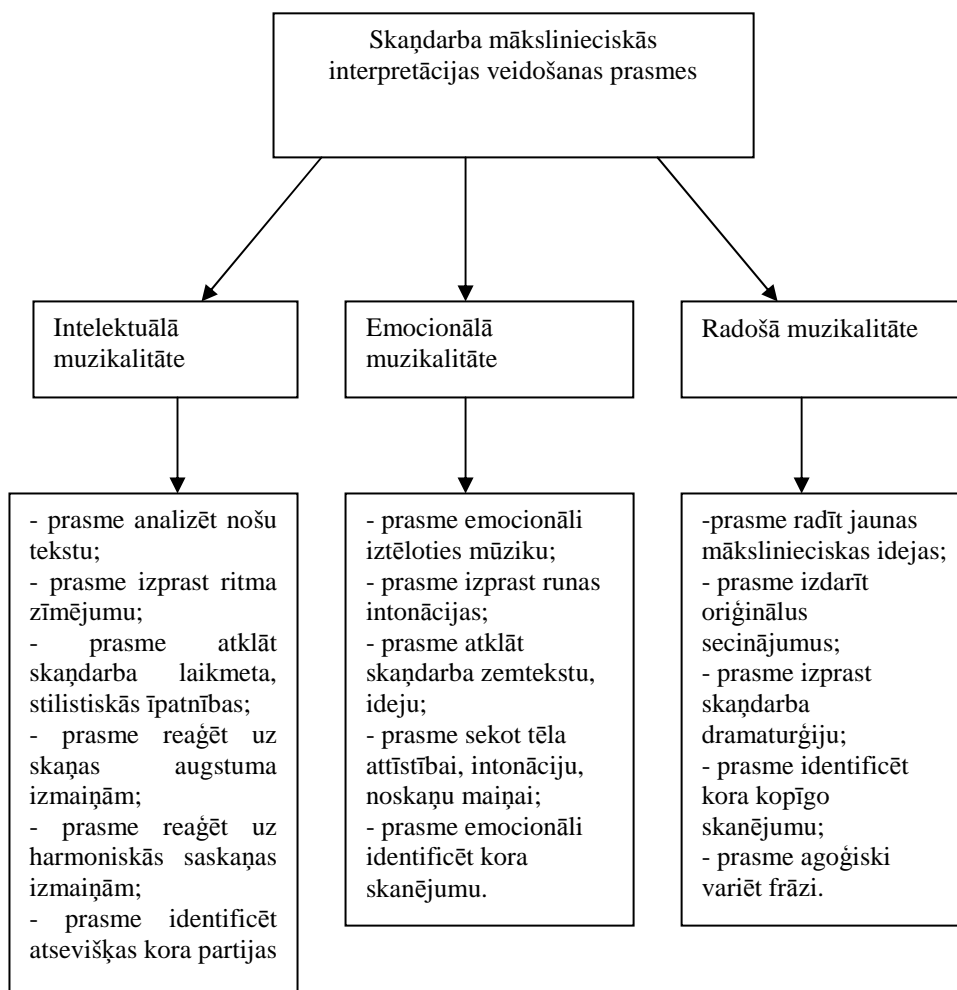 Skaņdarba mākslinieciskās
interpretācijas veidošanas prasmes
Intelektuālā
muzikalitāte
Emocionālā
muzikalitāte
Radošā muzikalitāte
- prasme analizēt nošu
tekstu;
- prasme izprast ritma
zīmējumu;
- prasme atklāt
skaņdarba laikmeta,
stilistiskās īpatnības;
- prasme reaģēt uz
skaņas augstuma
izmaiņām;
- prasme reaģēt uz
harmoniskās saskaņas
izmaiņām;
- prasme identificēt
atsevišķas kora partijas
- prasme emocionāli
iztēloties mūziku;
- prasme izprast runas
intonācijas;
- prasme atklāt
skaņdarba zemtekstu,
ideju;
- prasme sekot tēla
attīstībai, intonāciju,
noskaņu maiņai;
- prasme emocionāli
identificēt kora
skanējumu.
-prasme radīt jaunas
mākslinieciskas idejas;
- prasme izdarīt
oriģinālus
secinājumus;
- prasme izprast
skaņdarba
dramaturģiju;
- prasme identificēt
kora kopīgo
skanējumu;
- prasme agoģiski
variēt frāzi.